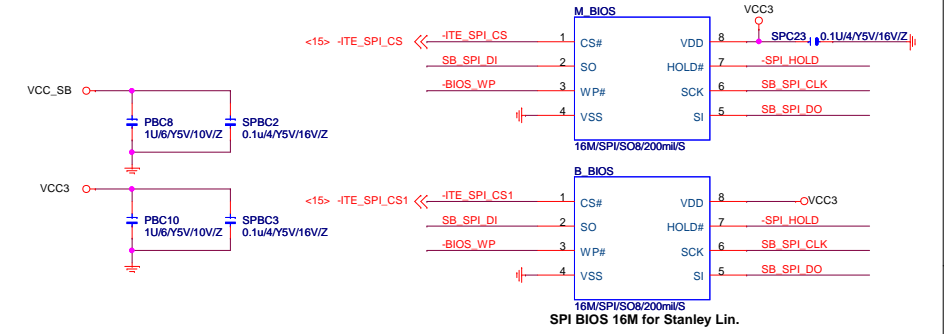 M_BIOS
VCC3
<15> -ITE_SPI_CS -ITE_SPI_CS 1 CS# VDD 8 SPC23 0.1U/4/Y5V/16V/Z
SB_SPI_DI 2 SO HOLD# 7 -SPI_HOLD
-BIOS_WP 3 WP# SCK 6 SB_SPI_CLK
4 VSS SI 5 SB_SPI_DO
16M/SPI/SO8/200mil/S
VCC_SB
PBC8
1U/6/Y5V/10V/Z
SPBC2
0.1u/4/Y5V/16V/Z
VCC3
PBC10
1U/6/Y5V/10V/Z
SPBC3
0.1u/4/Y5V/16V/Z
B_BIOS
<15> -ITE_SPI_CS1 -ITE_SPI_CS1 1 CS# VDD 8 VCC3
SB_SPI_DI 2 SO HOLD# 7 -SPI_HOLD
-BIOS_WP 3 WP# SCK 6 SB_SPI_CLK
4 VSS SI 5 SB_SPI_DO
16M/SPI/SO8/200mil/S
SPI BIOS 16M for Stanley Lin.